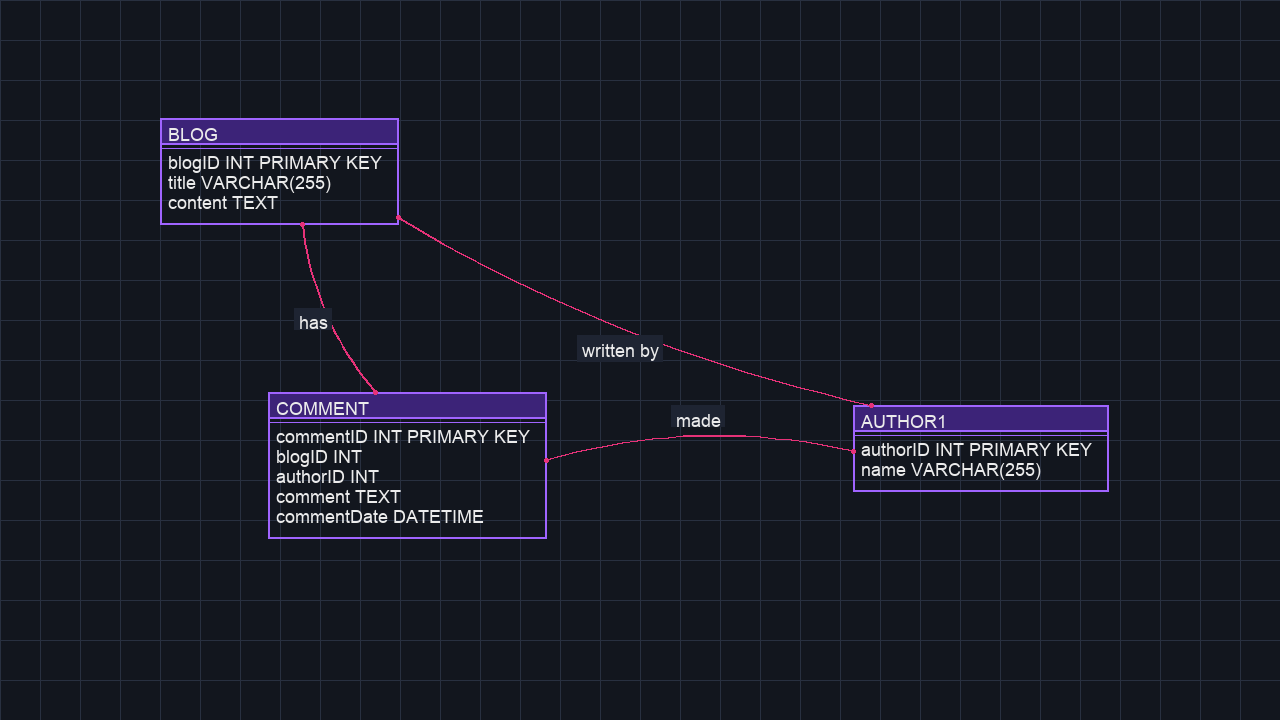 BLOG
blogID INT PRIMARY KEY
title VARCHAR(255)
content TEXT
has
written by
COMMENT
commentID INT PRIMARY KEY
blogID INT
authorID INT
comment TEXT
commentDate DATETIME
made
AUTHOR1
authorID INT PRIMARY KEY
name VARCHAR(255)